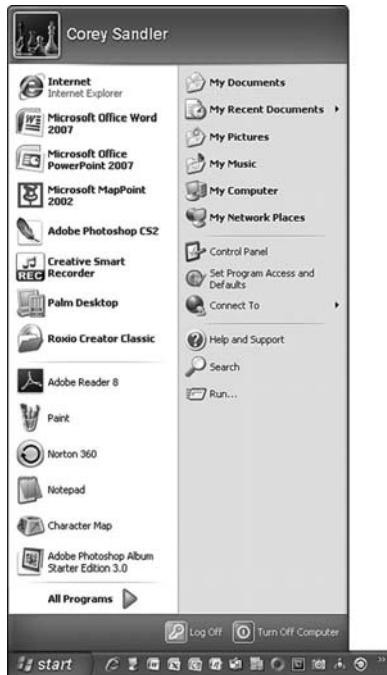 Corey Sandler
Internet
Internet Explorer
Microsoft Office Word
2007
Microsoft Office
PowerPoint 2007
Microsoft MapPoint
2002
Adobe Photoshop CS2
Creative Smart
Recorder
REC
Palm Desktop
Roxio Creator Classic
Adobe Reader 8
Paint
Norton 360
Notepad
Character Map
Adobe Photoshop Album
Starter Edition 3.0
All Programs
My Documents
My Recent Documents
My Pictures
My Music
My Computer
My Network Places
Control Panel
Set Program Access and
Defaults
Connect To
Help and Support
Search
Run...
Log Off
Turn Off Computer
start